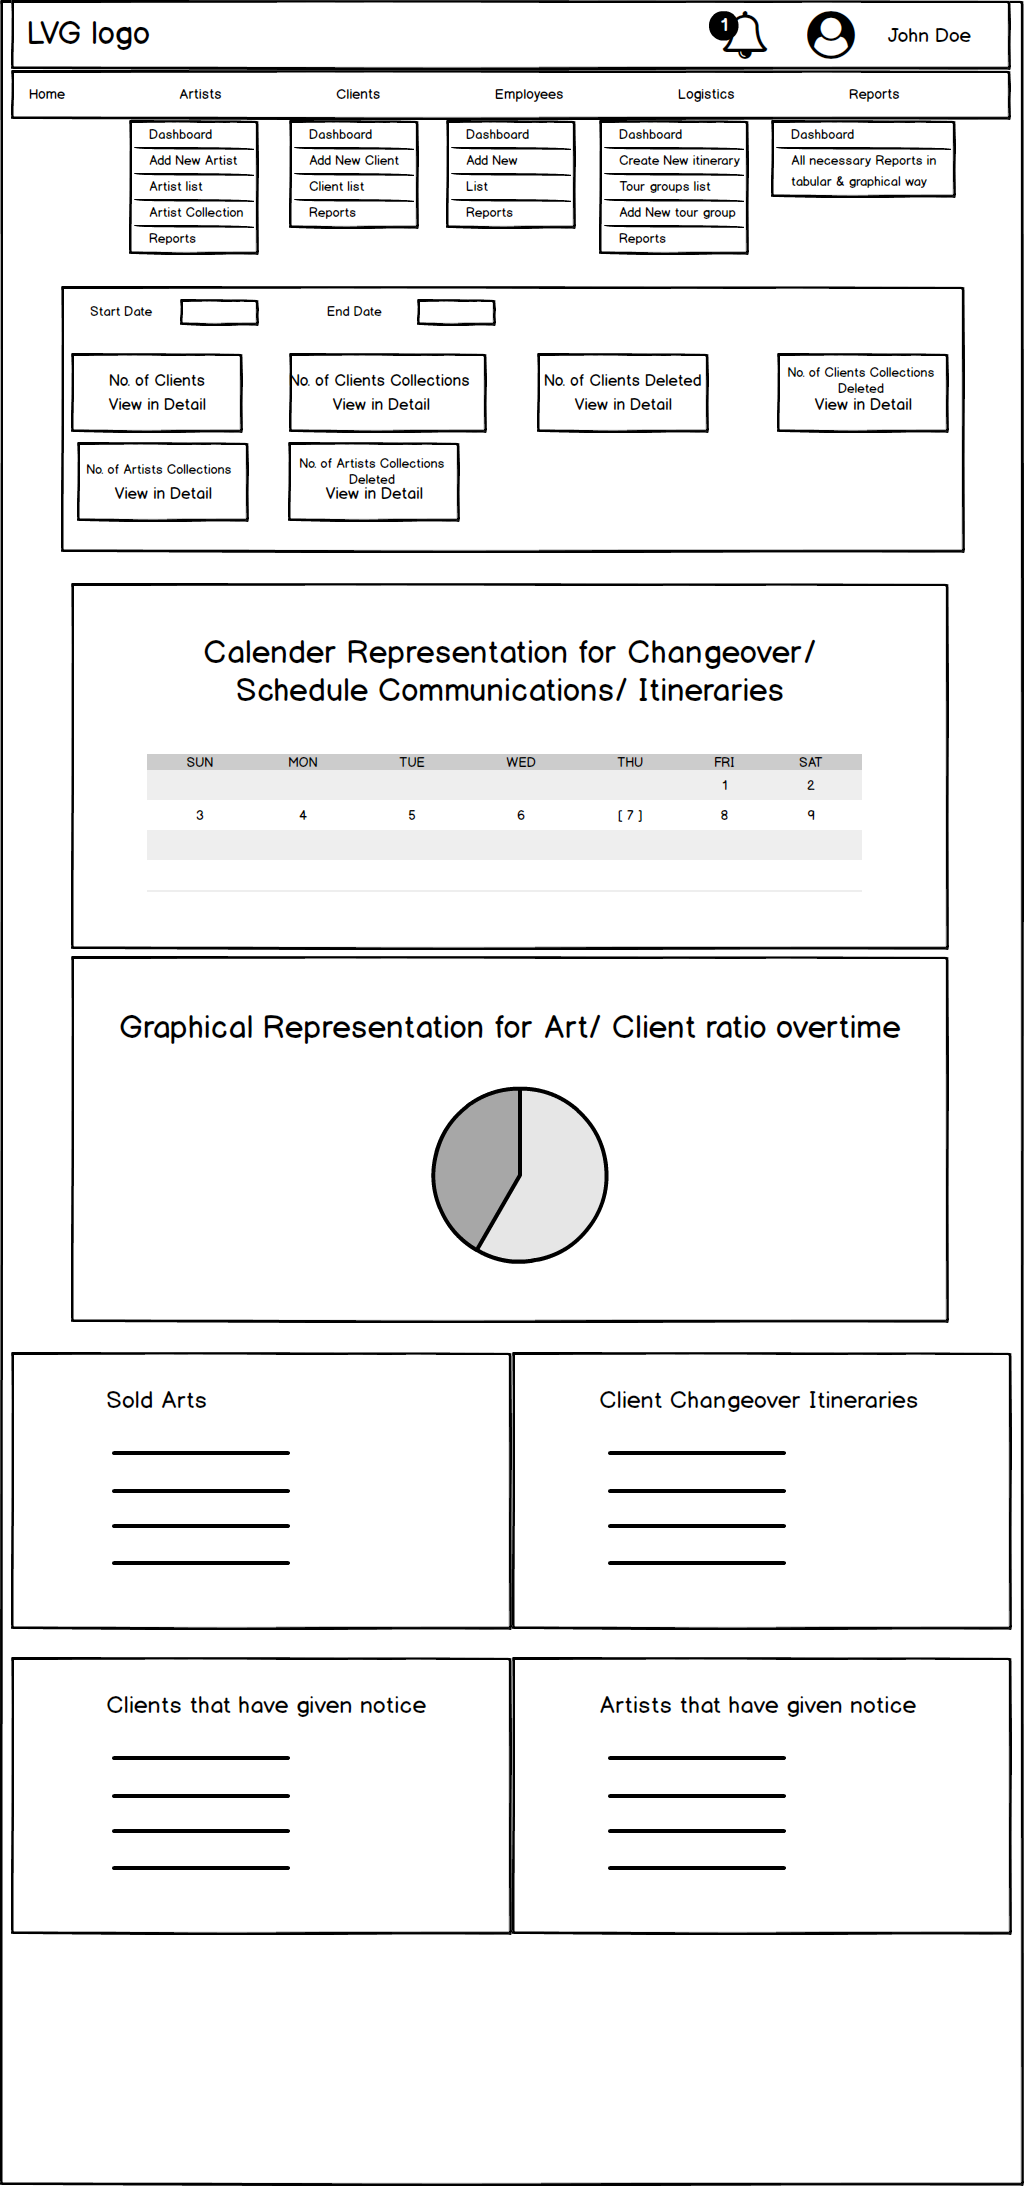 LVG logo
1
John Doe
Home Artists Clients Employees Logistics Reports
Dashboard
Add New Artist
Artist list
Artist Collection
Reports
Dashboard
Add New Client
Client list
Reports
Dashboard
Add New
List
Reports
Dashboard
Create New itinerary
Tour groups list
Add New tour group
Reports
Dashboard
All necessary Reports in
tabular & graphical way
Start Date
End Date
No. of Clients
View in Detail
No. of Clients Collections
View in Detail
No. of Clients Deleted
View in Detail
No. of Clients Collections
Deleted
View in Detail
No. of Artists Collections
View in Detail
No. of Artists Collections
Deleted
View in Detail
Calender Representation for Changeover/
Schedule Communications/ Itineraries
SUN MON TUE WED THU FRI SAT
1 2
3 4 5 6 [ 7 ] 8 9
Graphical Representation for Art/ Client ratio overtime
Sold Arts
Client Changeover Itineraries
Clients that have given notice
Artists that have given notice